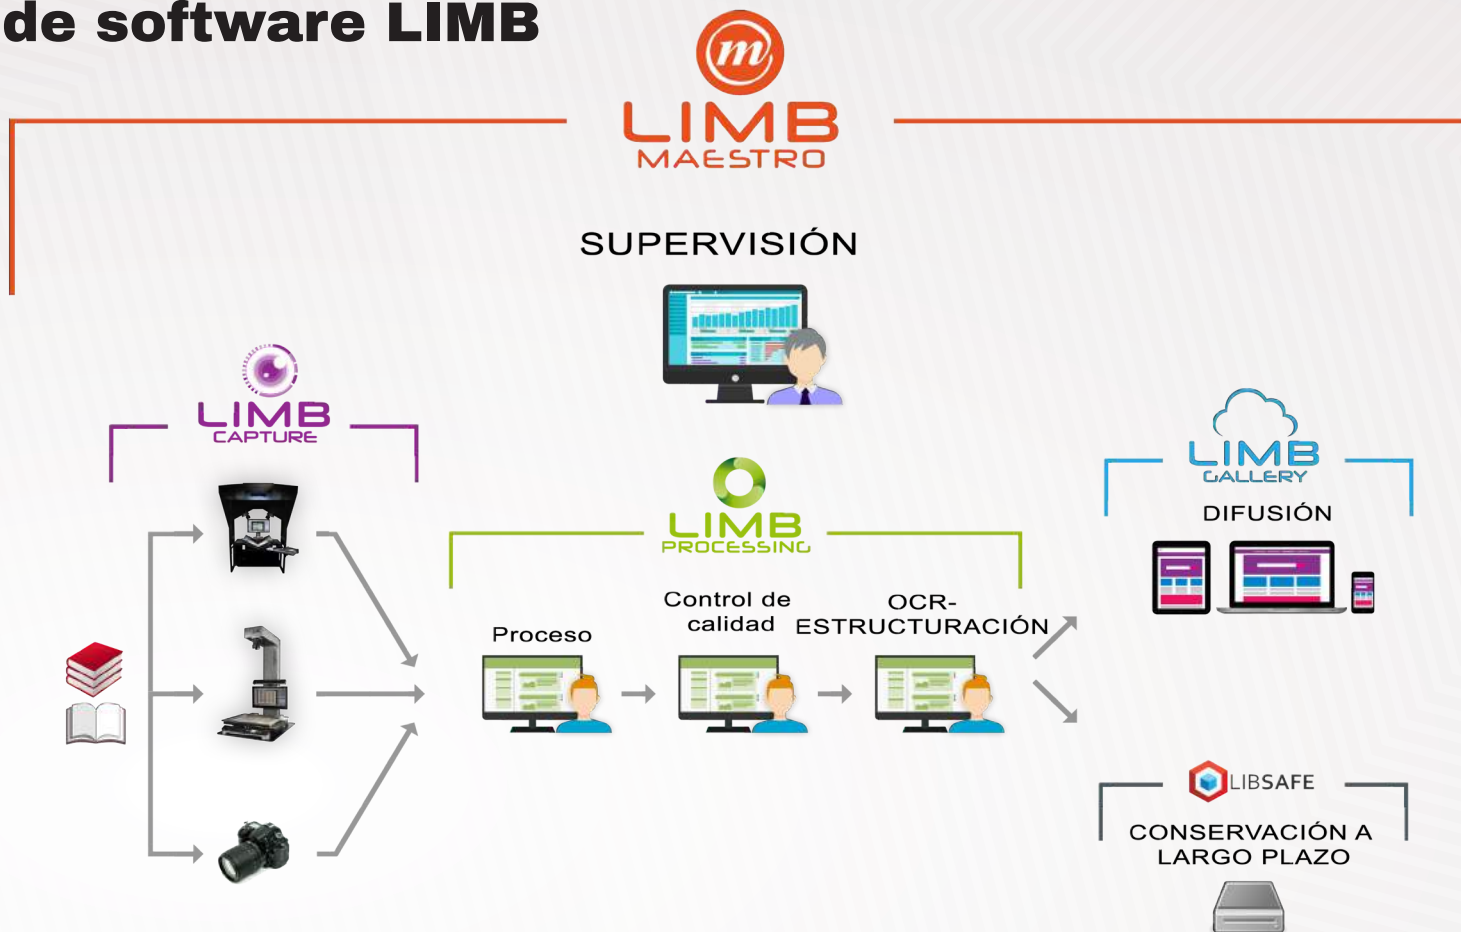 de software LIMB
m
LIMB
MAESTRO
SUPERVISIÓN
LIMB
CAPTURE
LIMB
PROCESSING
Proceso
Control de
calidad
OCR-
ESTRUCTURACIÓN
LIMB
GALLERY
DIFUSIÓN
LIBSAFE
CONSERVACIÓN A
LARGO PLAZO